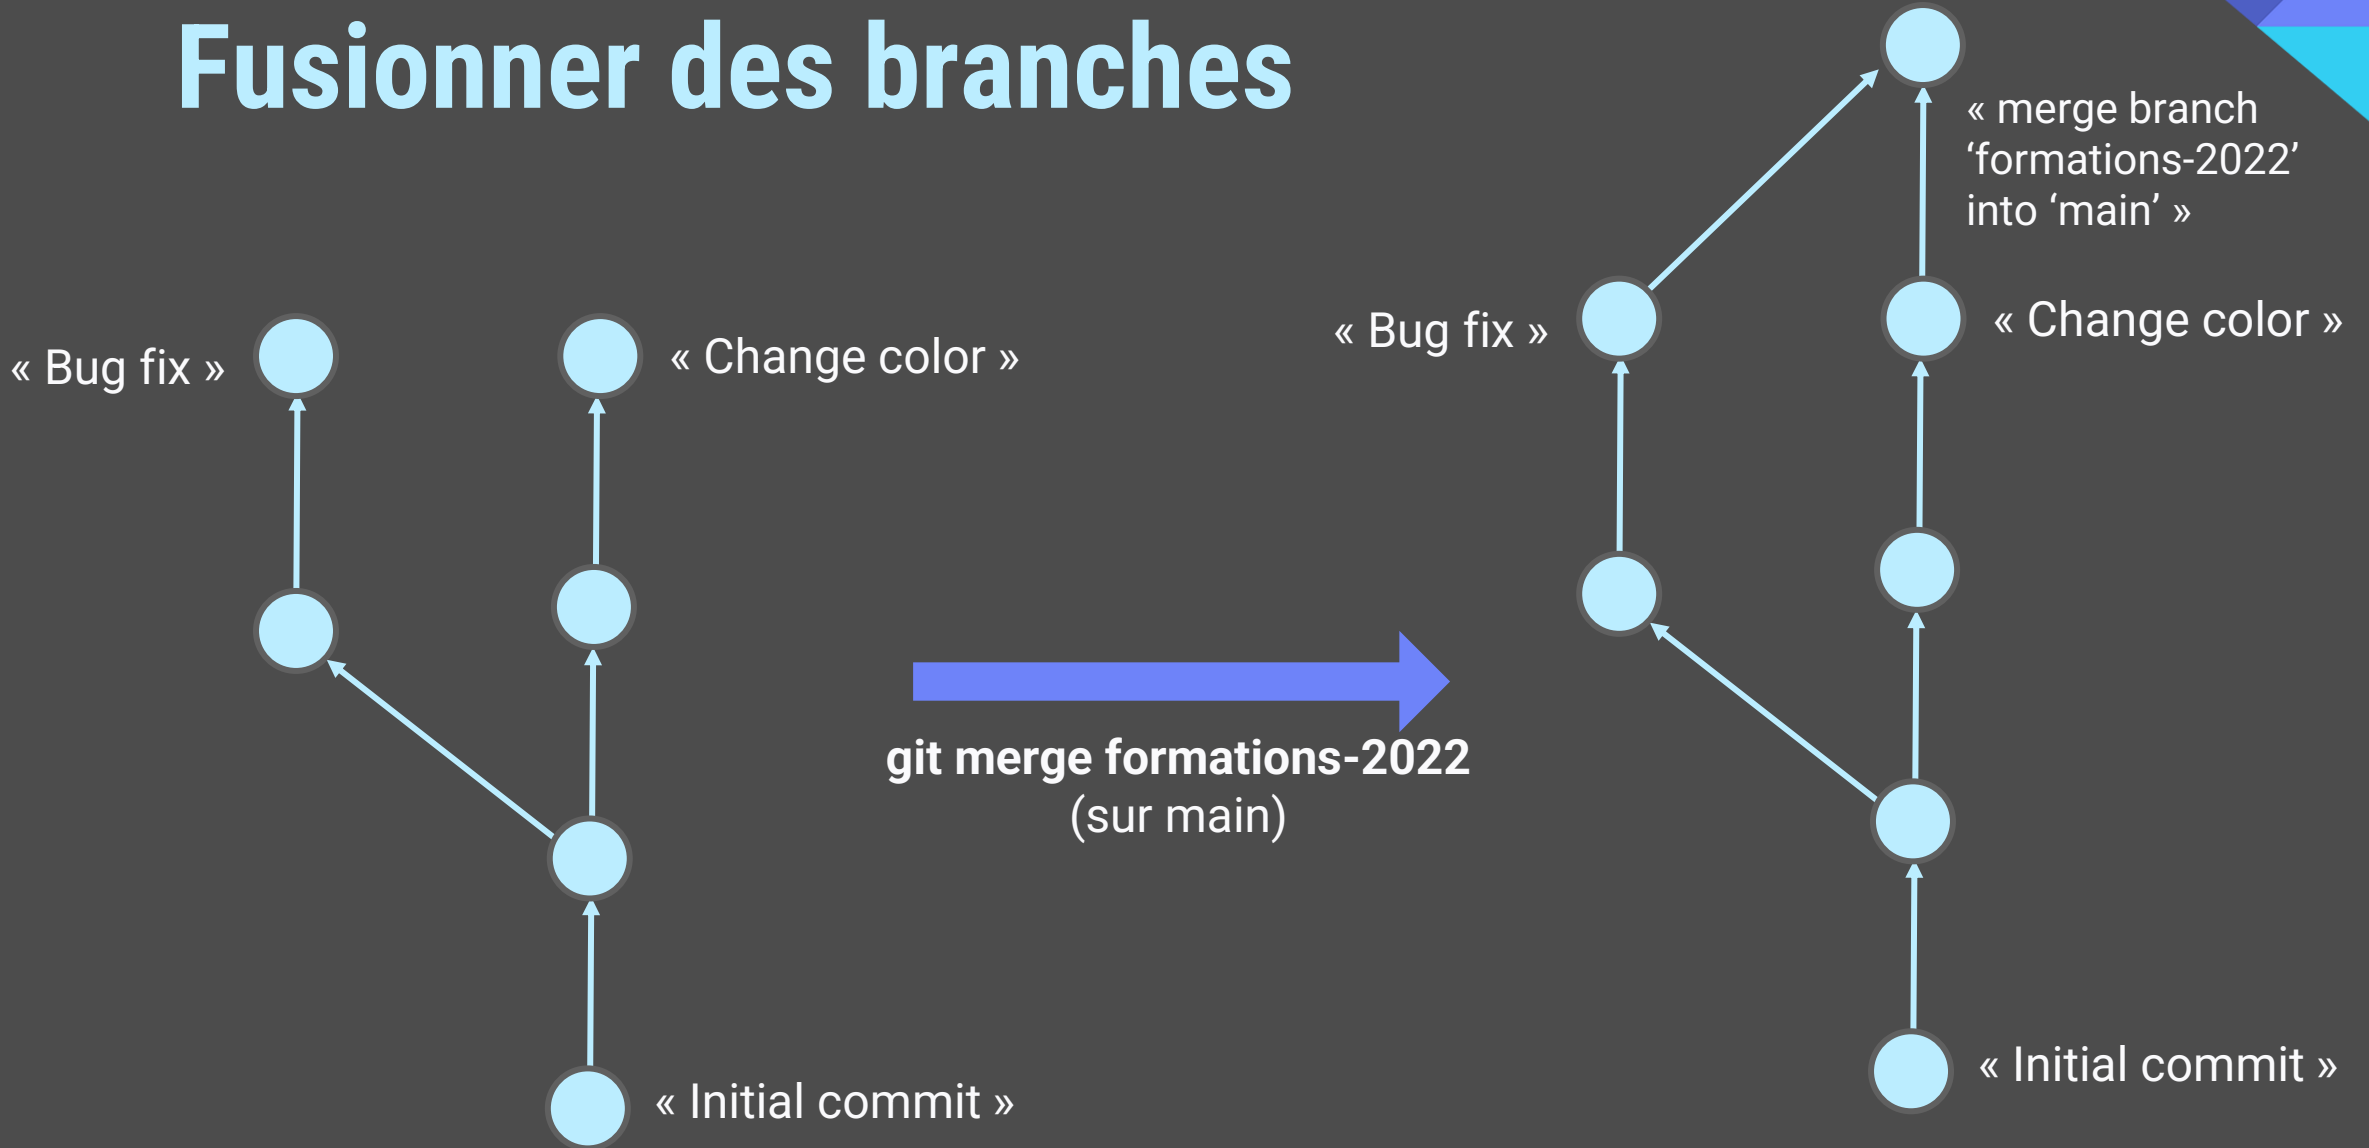 Fusionner des branches
« merge branch
‘formations-2022’
into ‘main’ »
« Bug fix »
« Change color »
« Bug fix »
« Change color »
git merge formations-2022
(sur main)
« Initial commit »
« Initial commit »